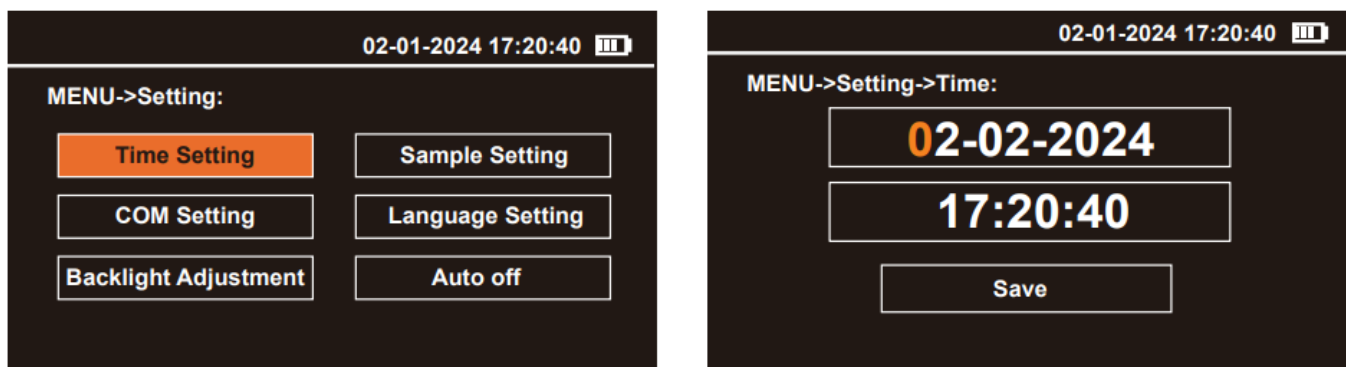 02-01-2024 17:20:40
MENU->Setting:
Time Setting
Sample Setting
COM Setting
Language Setting
Backlight Adjustment
Auto off
02-01-2024 17:20:40
MENU->Setting->Time:
02-02-2024
17:20:40
Save